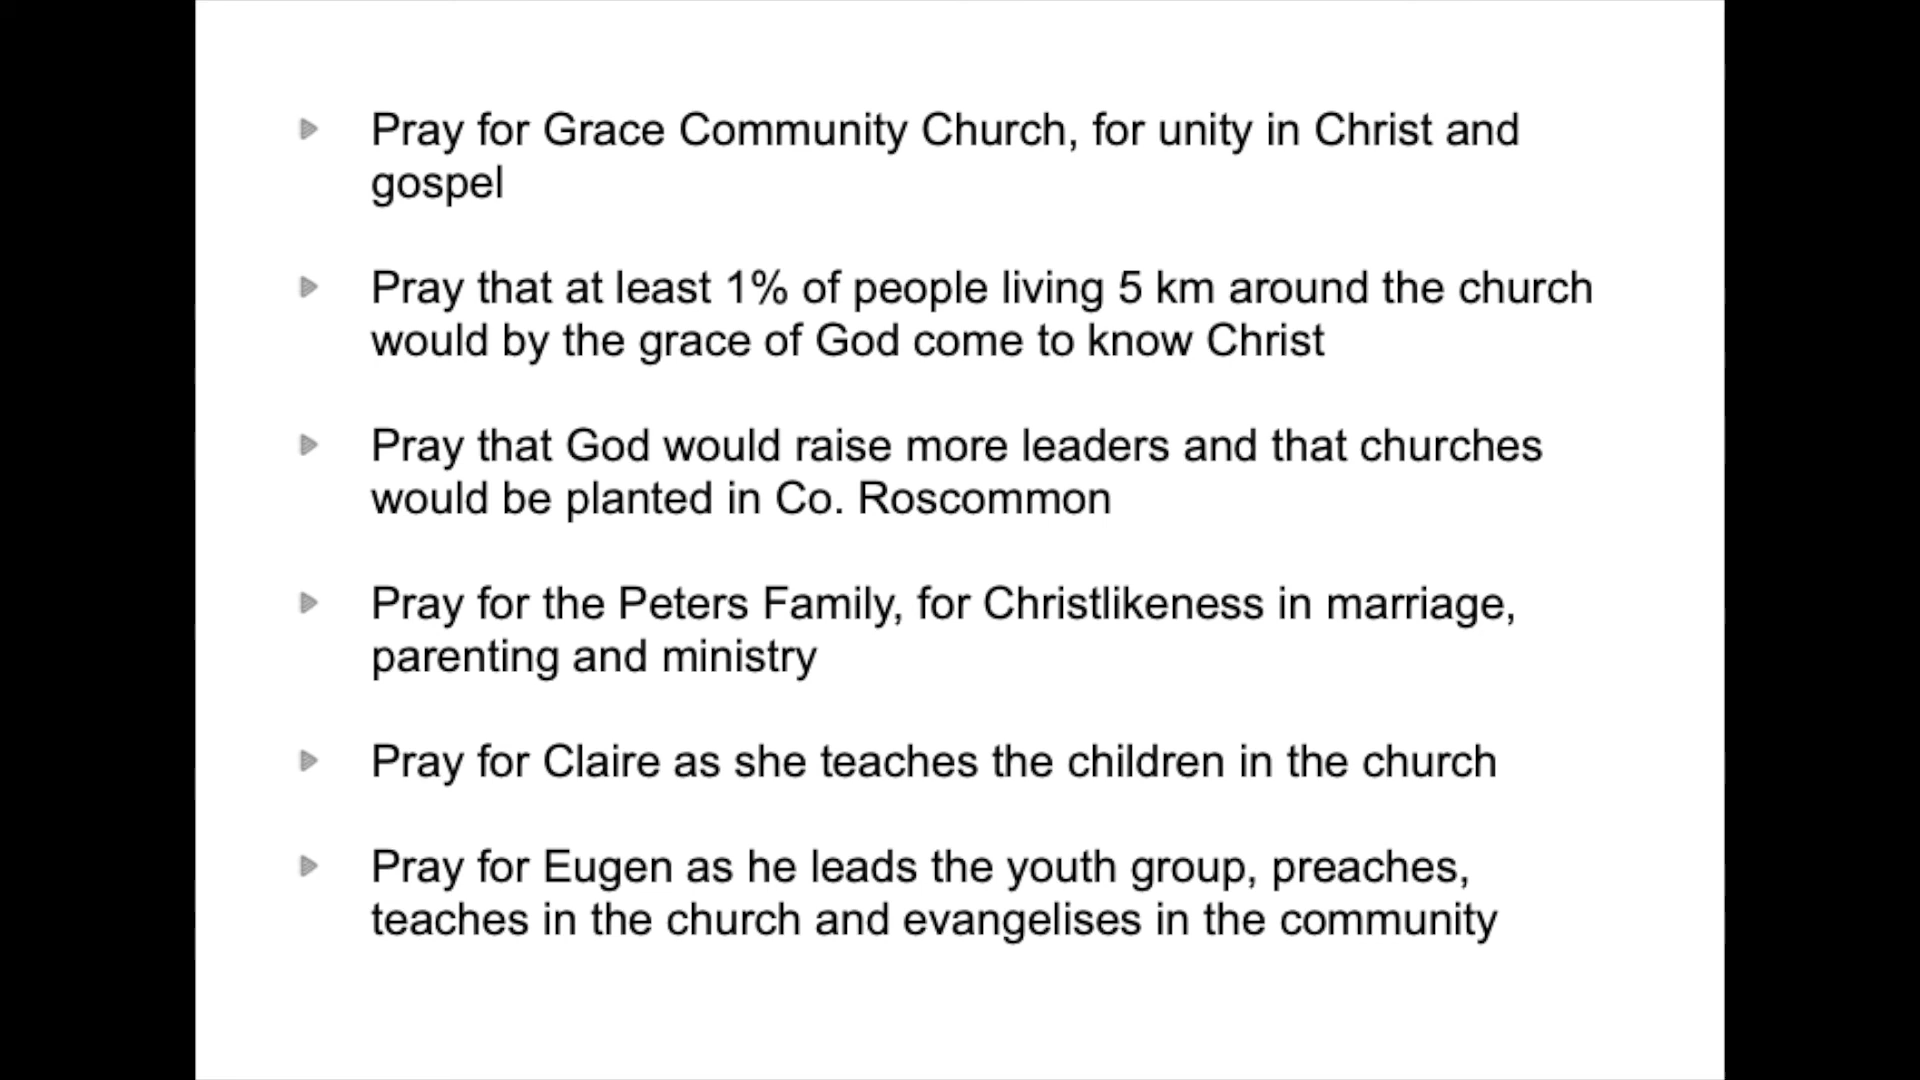 Pray for Grace Community Church, for unity in Christ and
gospel
Pray that at least 1% of people living 5 km around the church
would by the grace of God come to know Christ
Pray that God would raise more leaders and that churches
would be planted in Co. Roscommon
Pray for the Peters Family, for Christlikeness in marriage,
parenting and ministry
Pray for Claire as she teaches the children in the church
Pray for Eugen as he leads the youth group, preaches,
teaches in the church and evangelises in the community